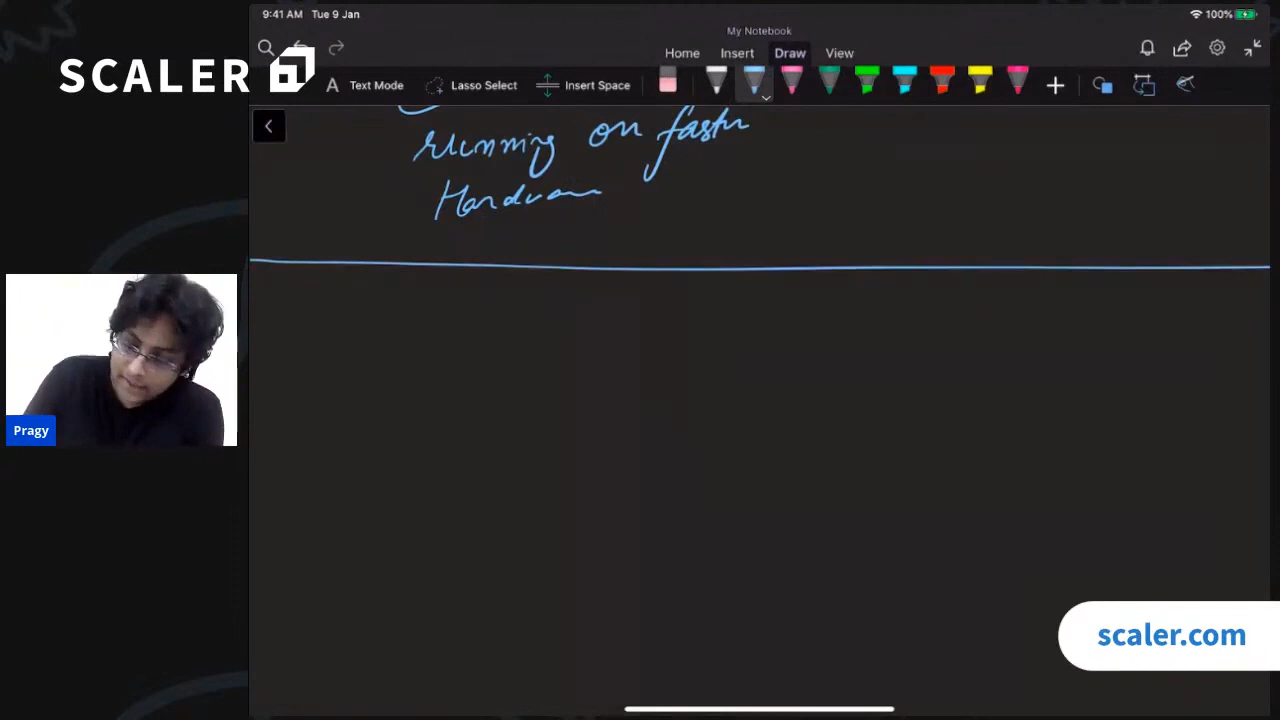 9:41 AM Tue 9 Jan
100%
My Notebook
Home Insert Draw View
SCALER
A Text Mode Lasso Select Insert Space
running on faster
Hardware
Pragy
scaler.com